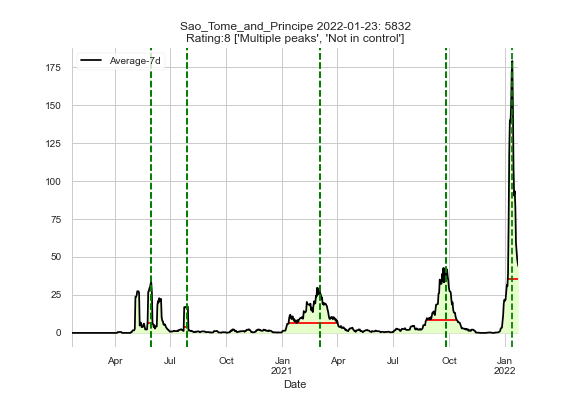 Sao_Tome_and_Principe 2022-01-23: 5832
Rating:8 ['Multiple peaks', 'Not in control']
Average-7d
175
150
125
100
75
50
25
0
Apr
Jul
Oct
Jan
2021
Apr
Jul
Oct
Jan
2022
Date